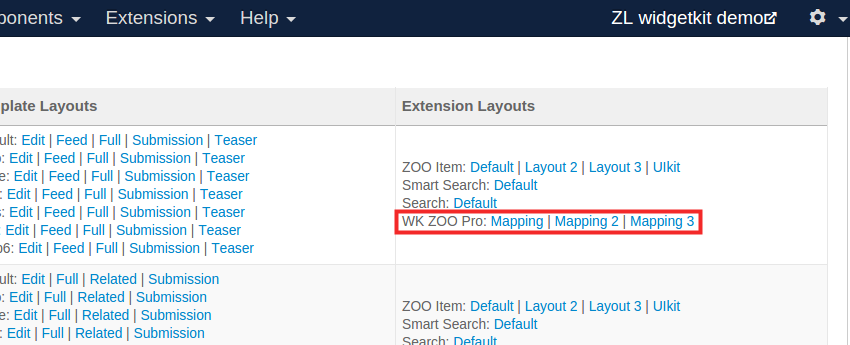 ponents Extensions Help ZL widgetkit demo
plate Layouts Extension Layouts
ult: Edit | Feed | Full | Submission | Teaser
o: Edit | Feed | Full | Submission | Teaser
e: Edit | Feed | Full | Submission | Teaser
: Edit | Feed | Full | Submission | Teaser
s: Edit | Feed | Full | Submission | Teaser
: Edit | Feed | Full | Submission | Teaser
o6: Edit | Feed | Full | Submission | Teaser
ZOO Item: Default | Layout 2 | Layout 3 | UIkit
Smart Search: Default
Search: Default
WK ZOO Pro: Mapping | Mapping 2 | Mapping 3
ult: Edit | Full | Related | Submission
o: Edit | Full | Related | Submission
e: Edit | Full | Related | Submission
: Edit | Full | Related | Submission
ZOO Item: Default | Layout 2 | Layout 3 | UIkit
Smart Search: Default
Search: Default